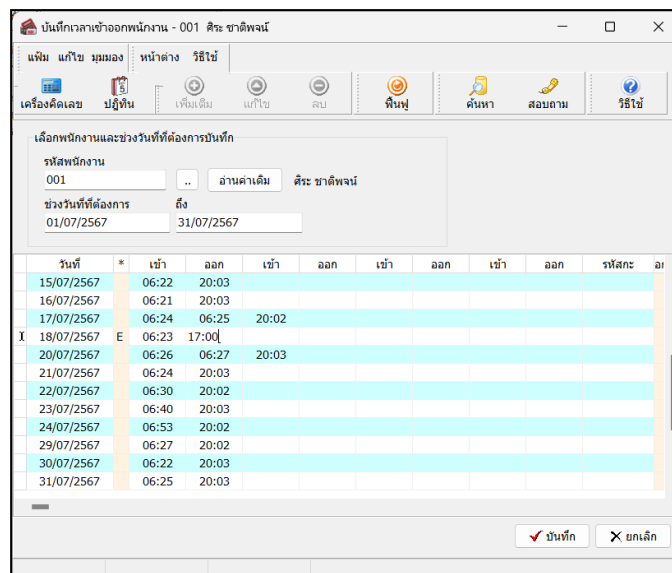 บันทึกเวลาเข้าออกพนักงาน - 001 ศิระ ชาติพจน์
แฟ้ม แก้ไข มุมมอง หน้าต่าง วิธีใช้
เครื่องคิดเลข ปฏิทิน เพิ่มเติม แก้ไข ลบ ฟื้นฟู ค้นหา สอบถาม วิธีใช้
เลือกพนักงานและช่วงวันที่ที่ต้องการบันทึก
รหัสพนักงาน
001 .. อ่านค่าเดิม ศิระ ชาติพจน์
ช่วงวันที่ที่ต้องการ ถึง
01/07/2567 31/07/2567
วันที่ * เข้า ออก เข้า ออก เข้า ออก เข้า ออก รหัสกะ
15/07/2567 06:22 20:03
16/07/2567 06:21 20:03
17/07/2567 06:24 06:25 20:02
18/07/2567 E 06:23 17:00
20/07/2567 06:26 06:27 20:03
21/07/2567 06:24 20:03
22/07/2567 06:30 20:02
23/07/2567 06:40 20:03
24/07/2567 06:53 20:02
29/07/2567 06:27 20:02
30/07/2567 06:22 20:03
31/07/2567 06:25 20:03
บันทึก ยกเลิก